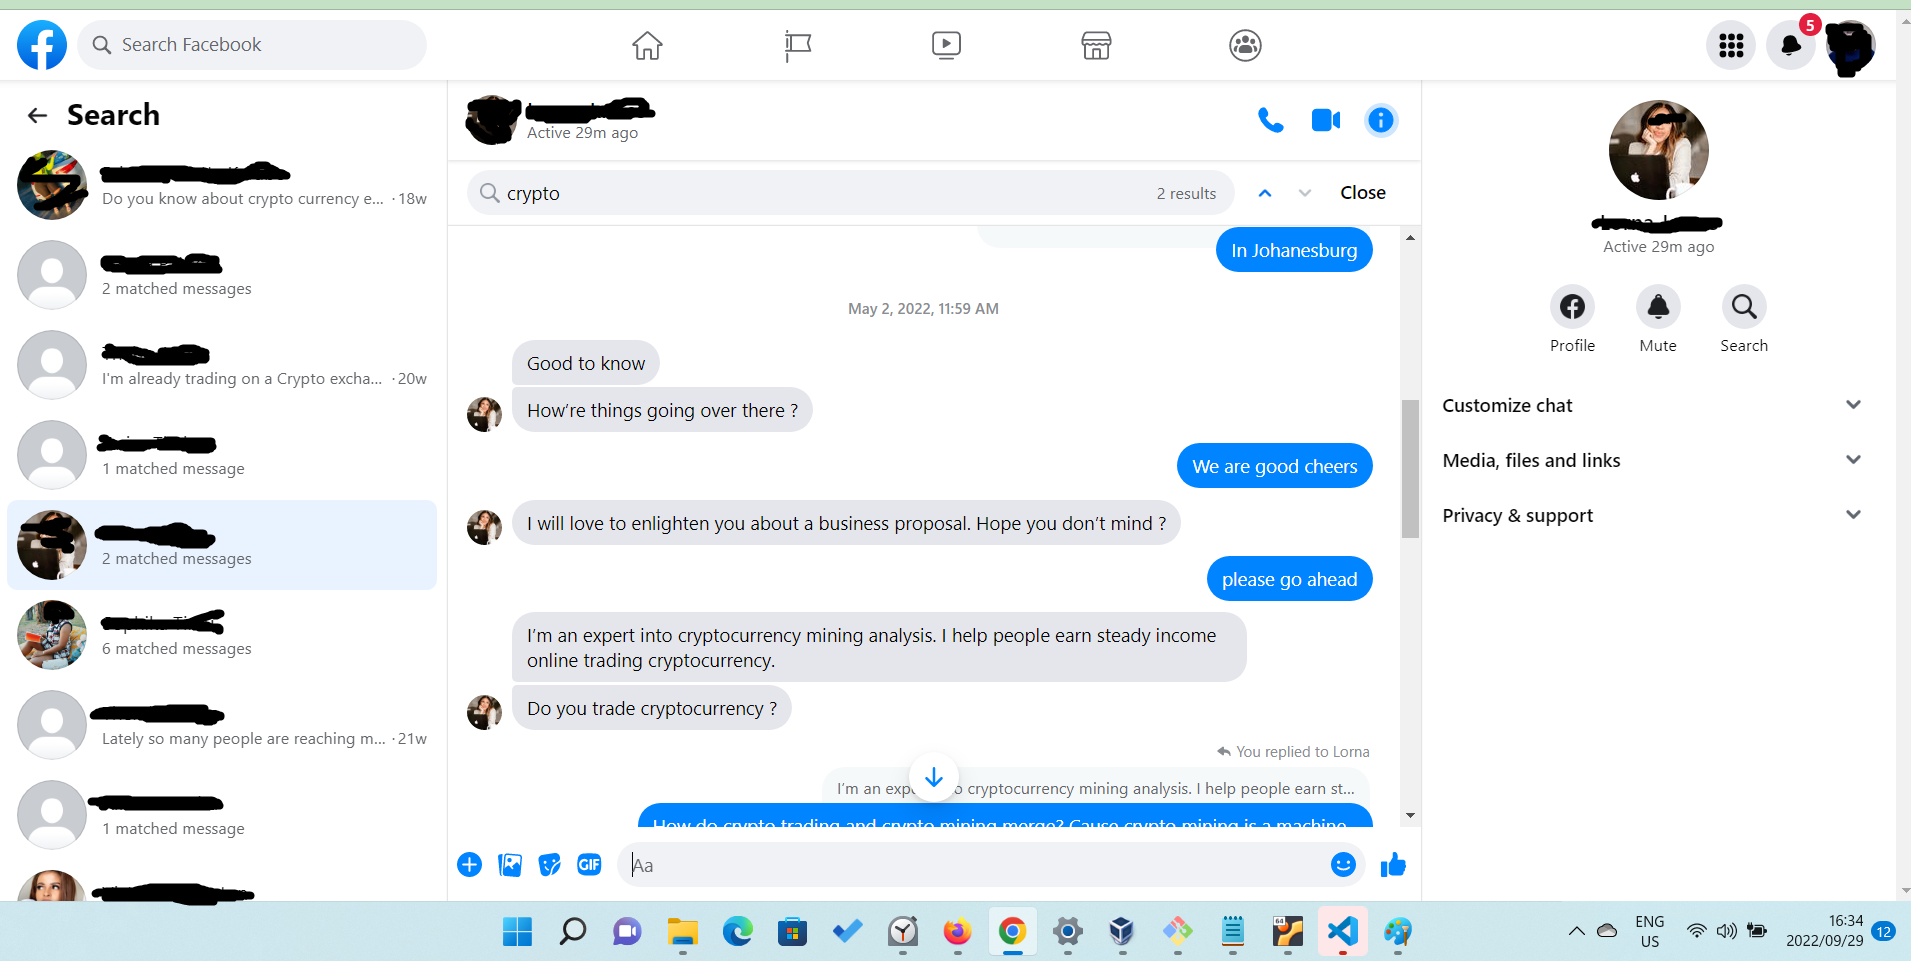 Search Facebook
5
Search
Do you know about crypto currency e... · 18w
2 matched messages
I'm already trading on a Crypto excha... · 20w
1 matched message
2 matched messages
6 matched messages
Lately so many people are reaching m... · 21w
1 matched message
Active 29m ago
crypto
2 results
Close
In Johanesburg
May 2, 2022, 11:59 AM
Good to know
How're things going over there ?
We are good cheers
I will love to enlighten you about a business proposal. Hope you don't mind ?
please go ahead
I'm an expert into cryptocurrency mining analysis. I help people earn steady income
online trading cryptocurrency.
Do you trade cryptocurrency ?
You replied to Lorna
I'm an cryptocurrency mining analysis. I help people earn st...
How do crypto trading and crypto mining merge? Cause crypto mining is a machine
GIF
Aa
Active 29m ago
Profile
Mute
Search
Customize chat
Media, files and links
Privacy & support
64
ENG
US
16:34
2022/09/29
12